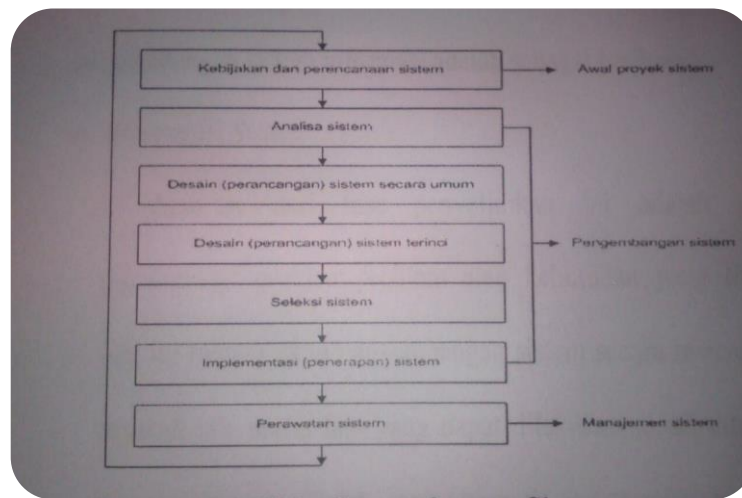 Kebijakan dan perencanaan sistem
Awal proyek sistem
Analisa sistem
Desain (perancangan) sistem secara umum
Desain (perancangan) sistem terinci
Pengembangan sistem
Seleksi sistem
Implementasi (penerapan) sistem
Perawatan sistem
Manajemen sistem